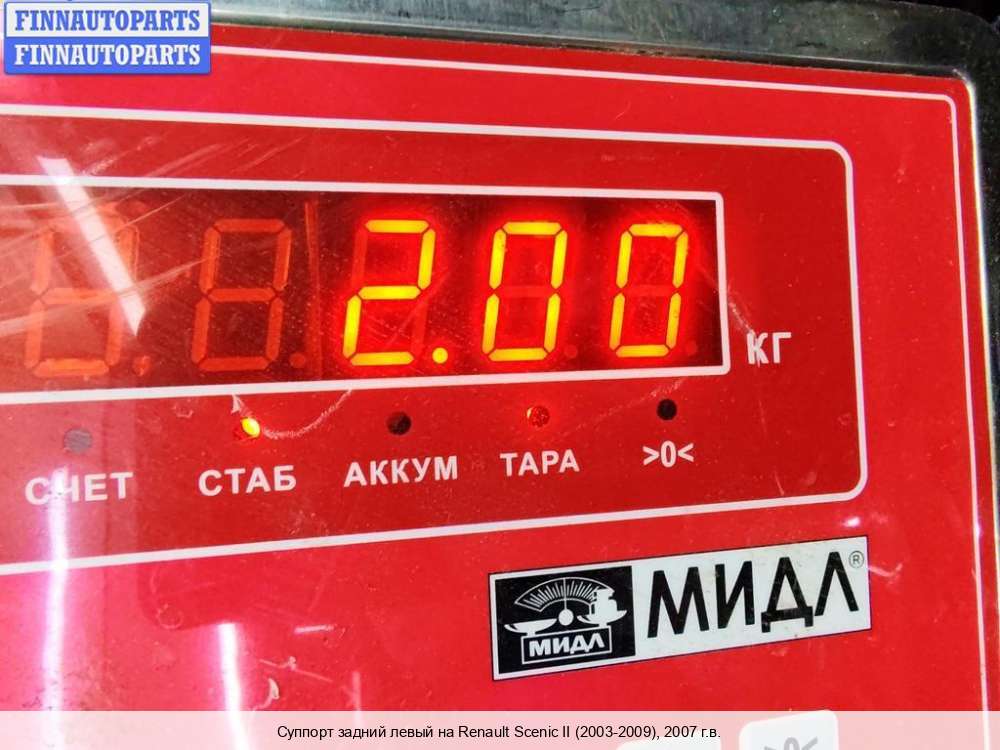 FINNAUTOPARTS
FINNAUTOPARTS
2.00
КГ
СЧЕТ СТАБ АККУМ ТАРА >0<
МИДЛ
МИДЛ®
>0<
Суппорт задний левый на Renault Scenic II (2003-2009), 2007 г.в.